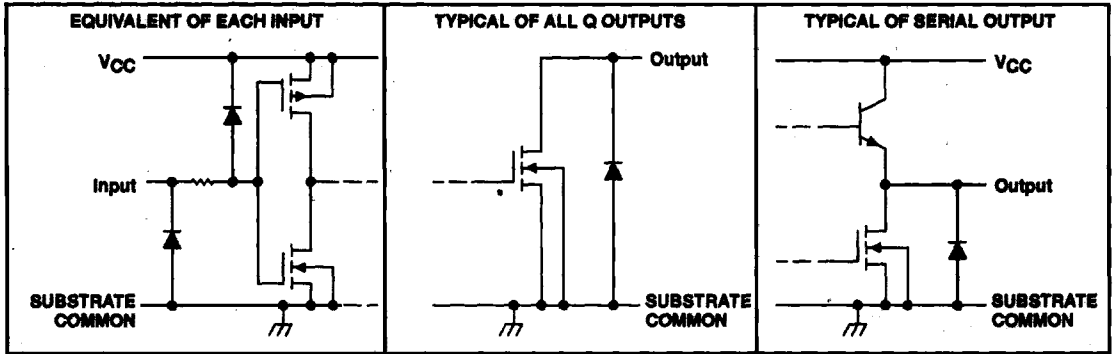 EQUIVALENT OF EACH INPUT
VCC
Input
SUBSTRATE
COMMON
TYPICAL OF ALL Q OUTPUTS
Output
SUBSTRATE
COMMON
TYPICAL OF SERIAL OUTPUT
VCC
Output
SUBSTRATE
COMMON